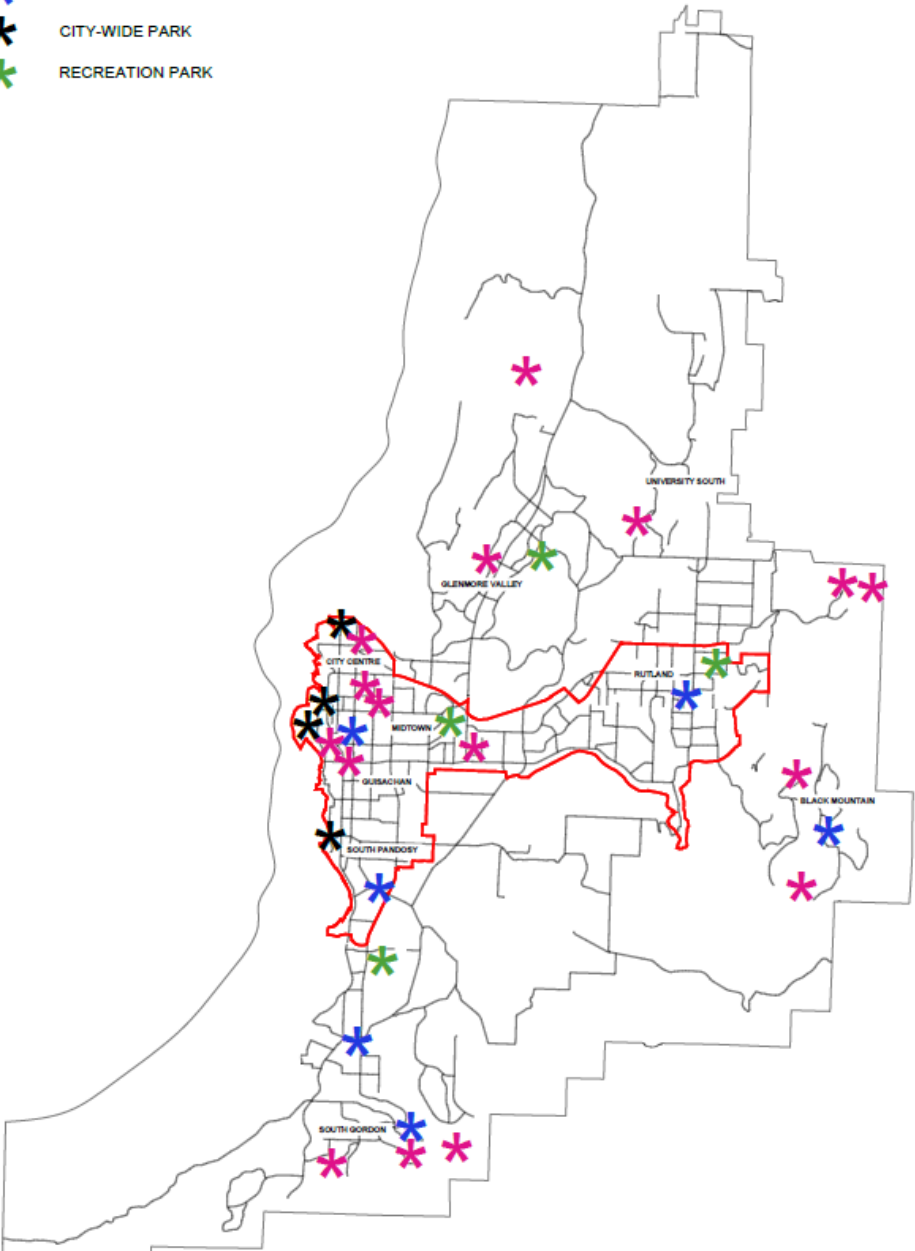 CITY-WIDE PARK
RECREATION PARK
UNIVERSITY SOUTH
GLENMORE VALLEY
CITY CENTRE
RUTLAND
MIDTOWN
GUISACHAN
BLACK MOUNTAIN
SOUTH PANDOSY
SOUTH GORDON